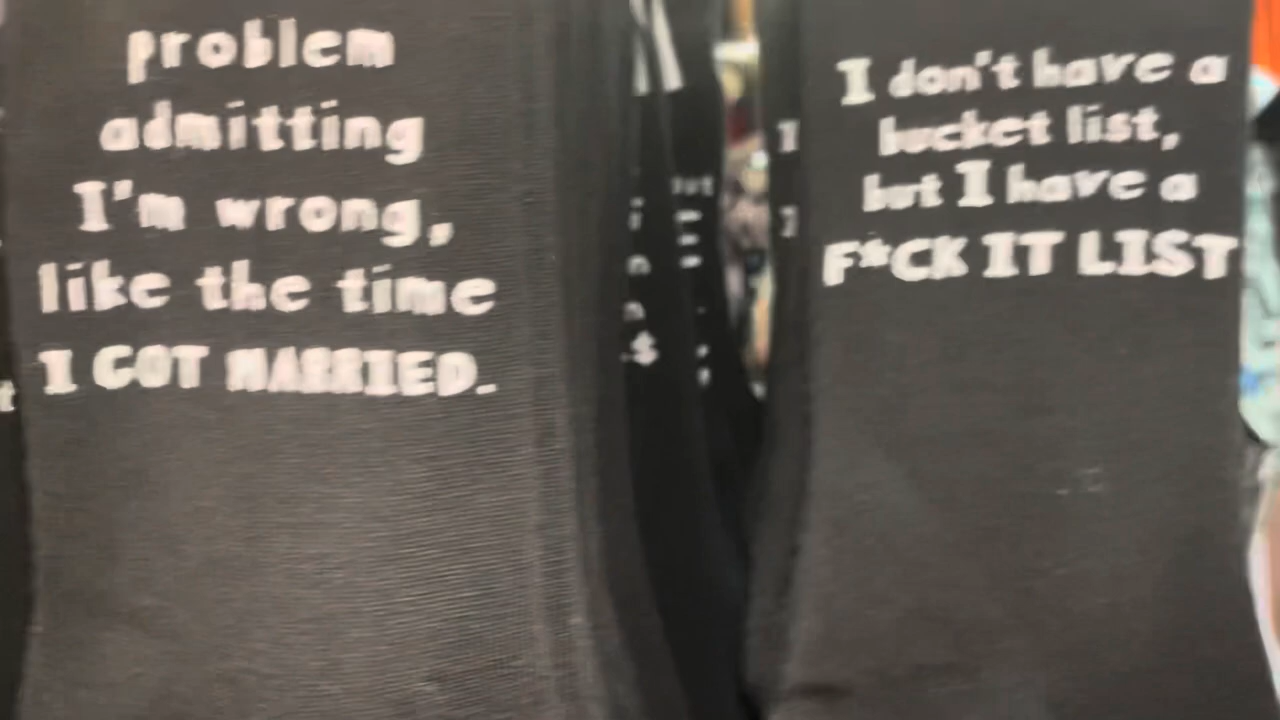 problem
admitting
I'm wrong,
like the time
I GOT MARRIED.
I don't have a
bucket list,
but I have a
F*CK IT LIST